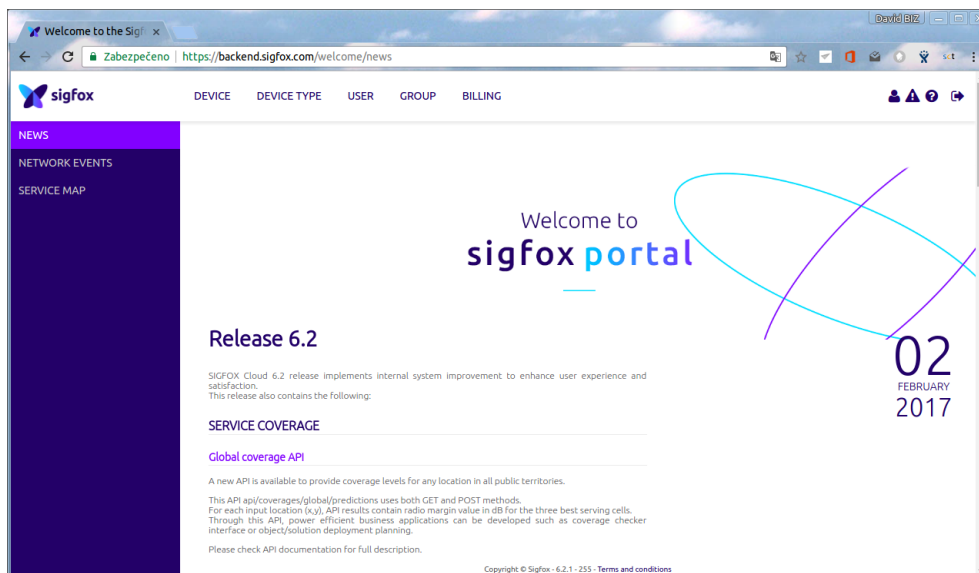 David BIZ
Welcome to the Sigf
Zabezpečeno https://backend.sigfox.com/welcome/news
sigfox DEVICE DEVICE TYPE USER GROUP BILLING
NEWS
NETWORK EVENTS
SERVICE MAP
Welcome to
sigfox portal
Release 6.2
02
FEBRUARY
2017
SIGFOX Cloud 6.2 release implements internal system improvement to enhance user experience and
satisfaction.
This release also contains the following:
SERVICE COVERAGE
Global coverage API
A new API is available to provide coverage levels for any location in all public territories.
This API api/coverages/global/predictions uses both GET and POST methods.
For each input location (x,y), API results contain radio margin value in dB for the three best serving cells.
Through this API, power efficient business applications can be developed such as coverage checker
interface or object/solution deployment planning.
Please check API documentation for full description.
Copyright © Sigfox - 6.2.1 - 255 - Terms and conditions